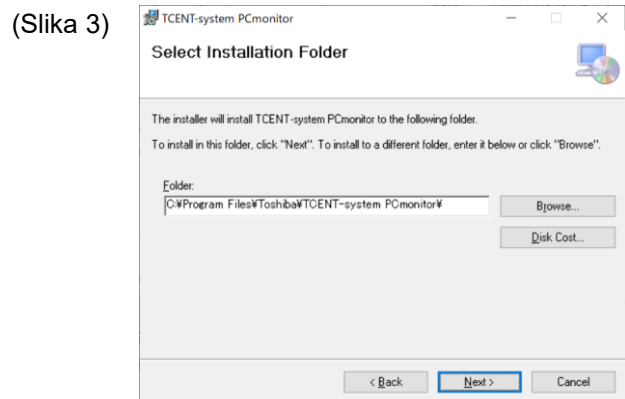 (Slika 3)
TCENT-system PCmonitor
Select Installation Folder
The installer will install TCENT-system PCmonitor to the following folder.
To install in this folder, click "Next". To install to a different folder, enter it below or click "Browse".
Folder:
C:¥Program Files¥Toshiba¥TCENT-system PCmonitor¥
Browse...
Disk Cost...
< Back
Next >
Cancel